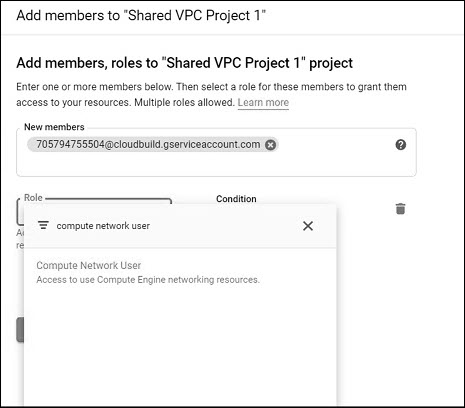 Add members to "Shared VPC Project 1"
Add members, roles to "Shared VPC Project 1" project
Enter one or more members below. Then select a role for these members to grant them
access to your resources. Multiple roles allowed. Learn more
New members
705794755504@cloudbuild.gserviceaccount.com
Role
Condition
compute network user
Compute Network User
Access to use Compute Engine networking resources.